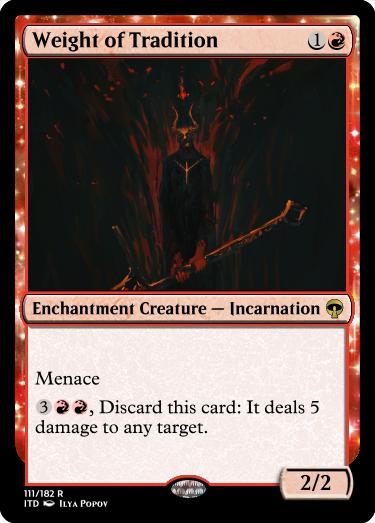 Weight of Tradition 1
Enchantment Creature — Incarnation
Menace
3, Discard this card: It deals 5
damage to any target.
2/2
111/182 R
ITD Ilya Popov